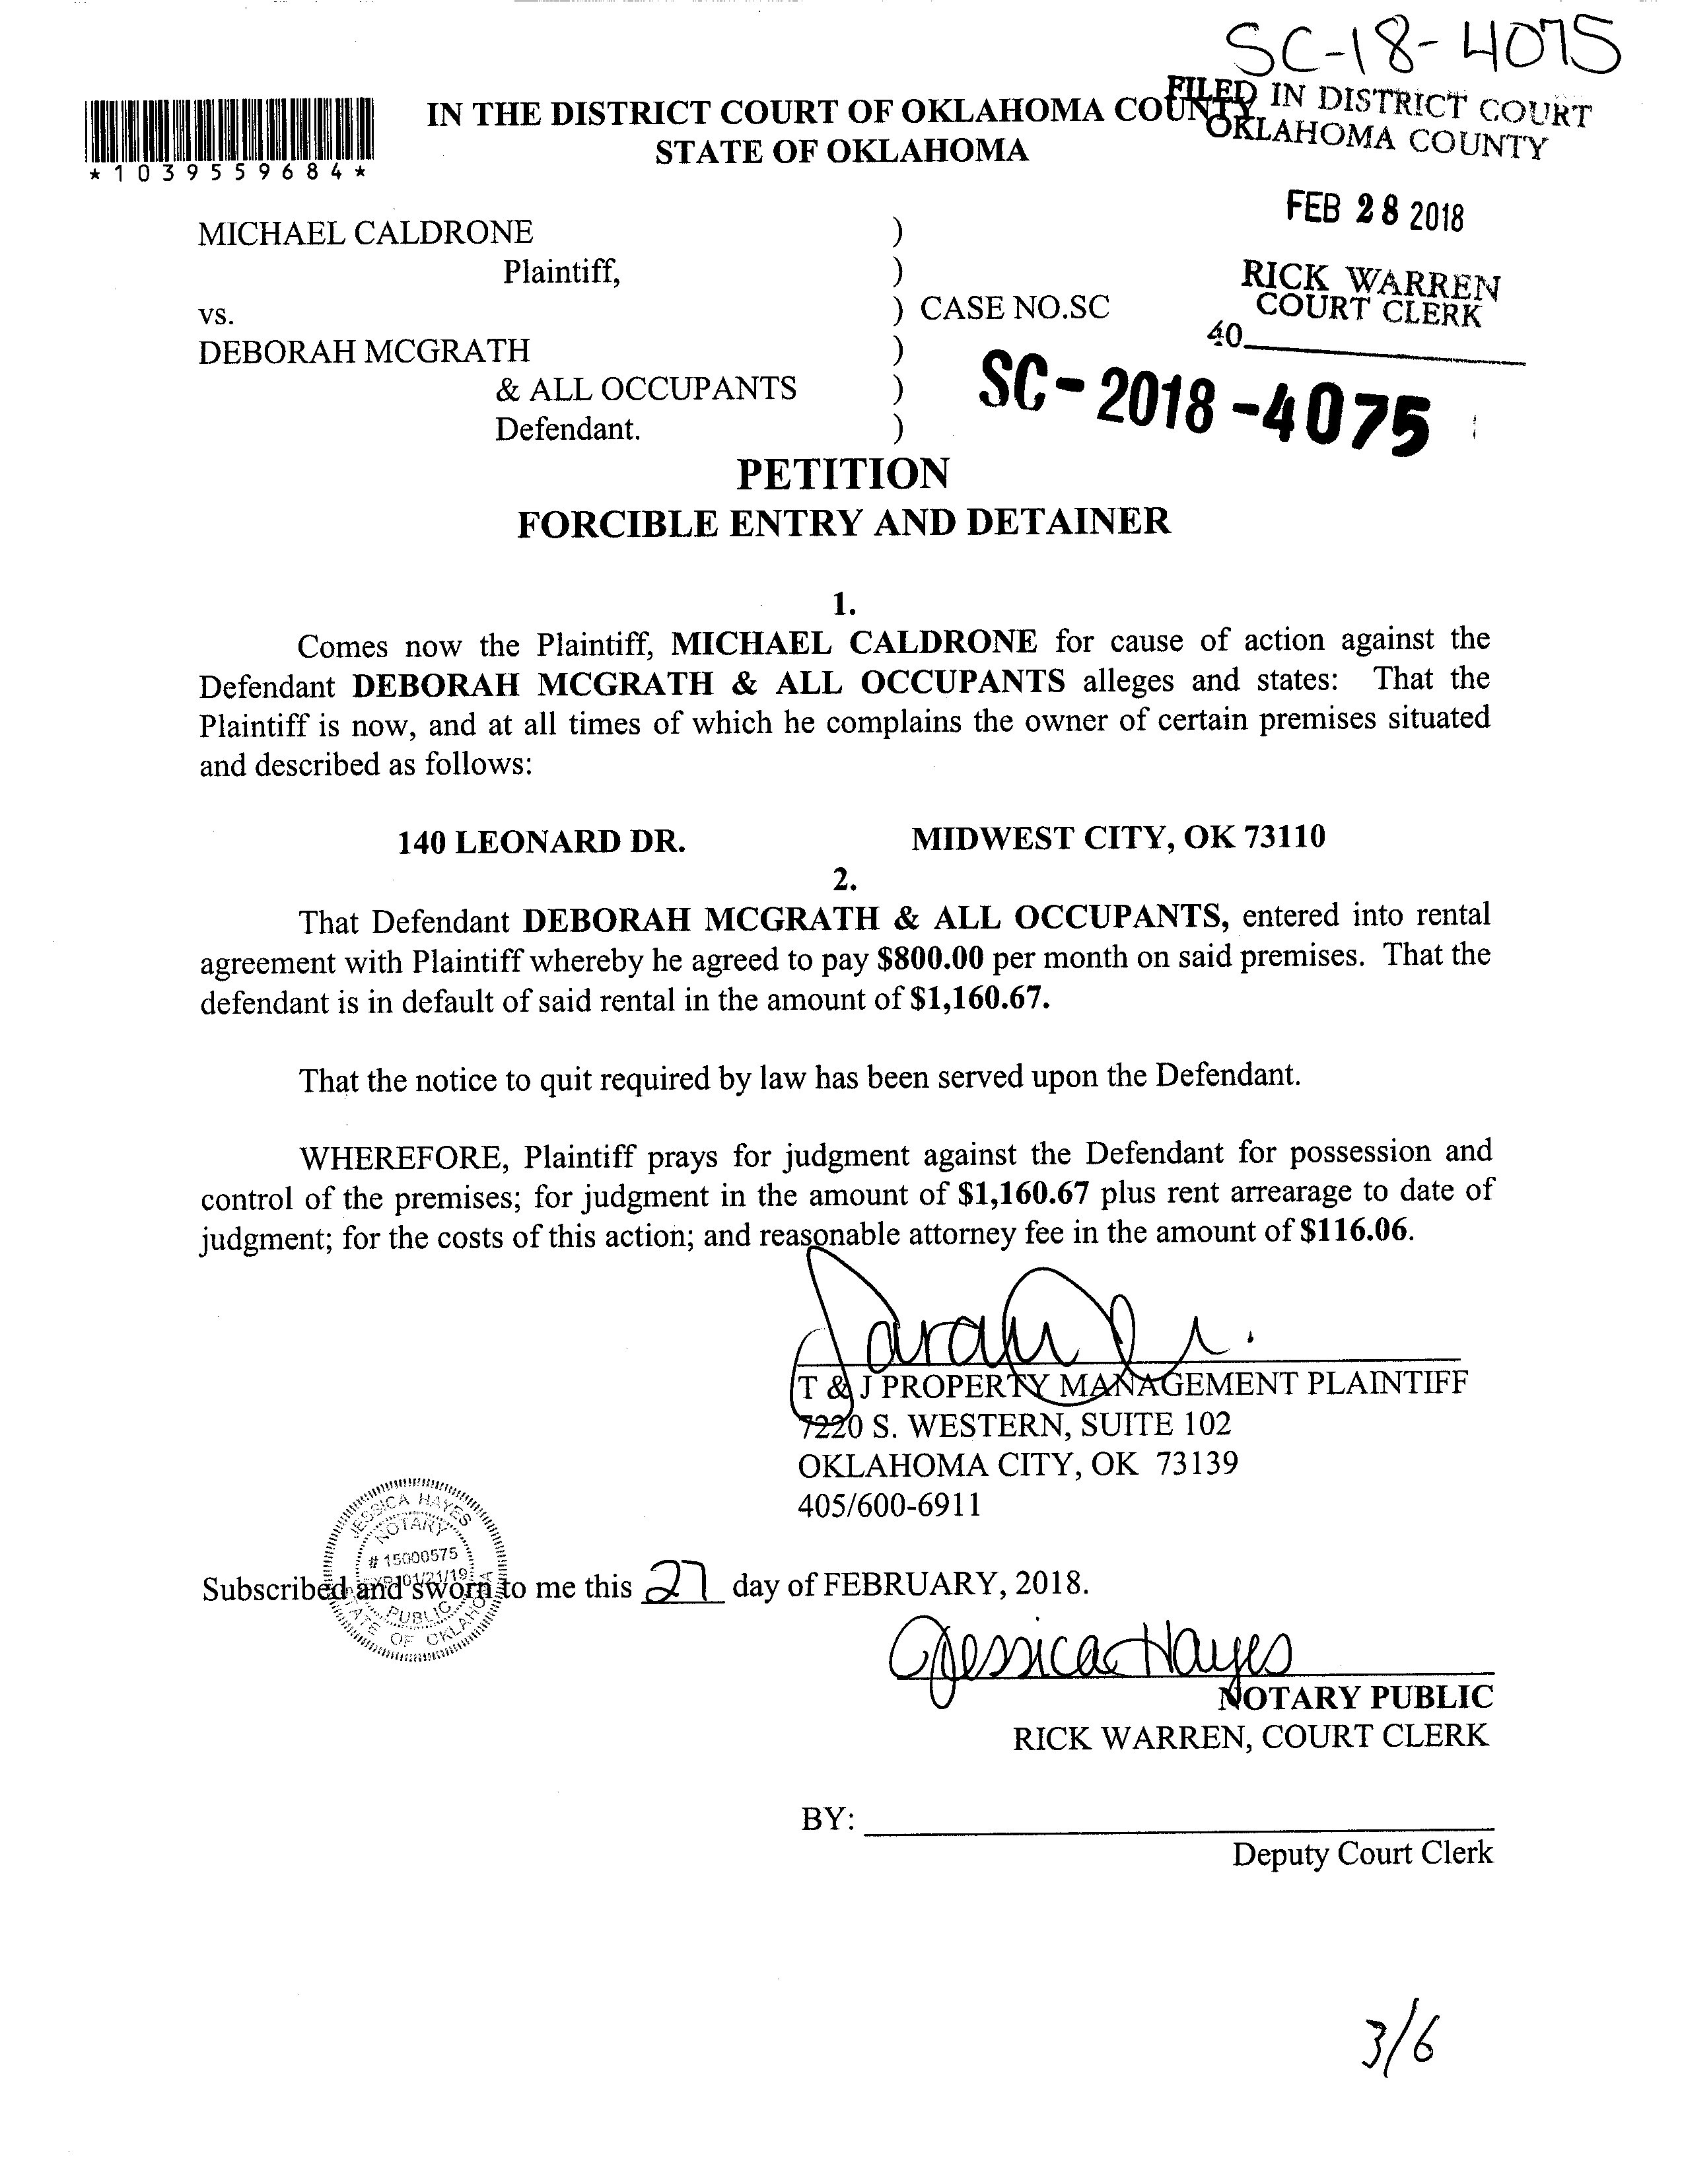 SC-18-4075
FILED IN DISTRICT COURT
OKLAHOMA COUNTY
IN THE DISTRICT COURT OF OKLAHOMA COUNTY
STATE OF OKLAHOMA
*1039559684*
FEB 28 2018
RICK WARREN
COURT CLERK
40
MICHAEL CALDRONE )
Plaintiff, )
vs. ) CASE NO.SC
DEBORAH MCGRATH )
& ALL OCCUPANTS )
Defendant. )
SC-2018-4075
PETITION
FORCIBLE ENTRY AND DETAINER
1.
Comes now the Plaintiff, MICHAEL CALDRONE for cause of action against the
Defendant DEBORAH MCGRATH & ALL OCCUPANTS alleges and states: That the
Plaintiff is now, and at all times of which he complains the owner of certain premises situated
and described as follows:
140 LEONARD DR. MIDWEST CITY, OK 73110
2.
That Defendant DEBORAH MCGRATH & ALL OCCUPANTS, entered into rental
agreement with Plaintiff whereby he agreed to pay $800.00 per month on said premises. That the
defendant is in default of said rental in the amount of $1,160.67.
That the notice to quit required by law has been served upon the Defendant.
WHEREFORE, Plaintiff prays for judgment against the Defendant for possession and
control of the premises; for judgment in the amount of $1,160.67 plus rent arrearage to date of
judgment; for the costs of this action; and reasonable attorney fee in the amount of $116.06.
Sarah
T & J PROPERTY MANAGEMENT PLAINTIFF
7220 S. WESTERN, SUITE 102
OKLAHOMA CITY, OK 73139
405/600-6911
JESSICA HAYES
NOTARY
# 15000575
EXP 01/21/19
PUBLIC
STATE OF OKLAHOMA
Subscribed and sworn to me this 27 day of FEBRUARY, 2018.
Jessica Hayes
NOTARY PUBLIC
RICK WARREN, COURT CLERK
BY:
Deputy Court Clerk
3/6